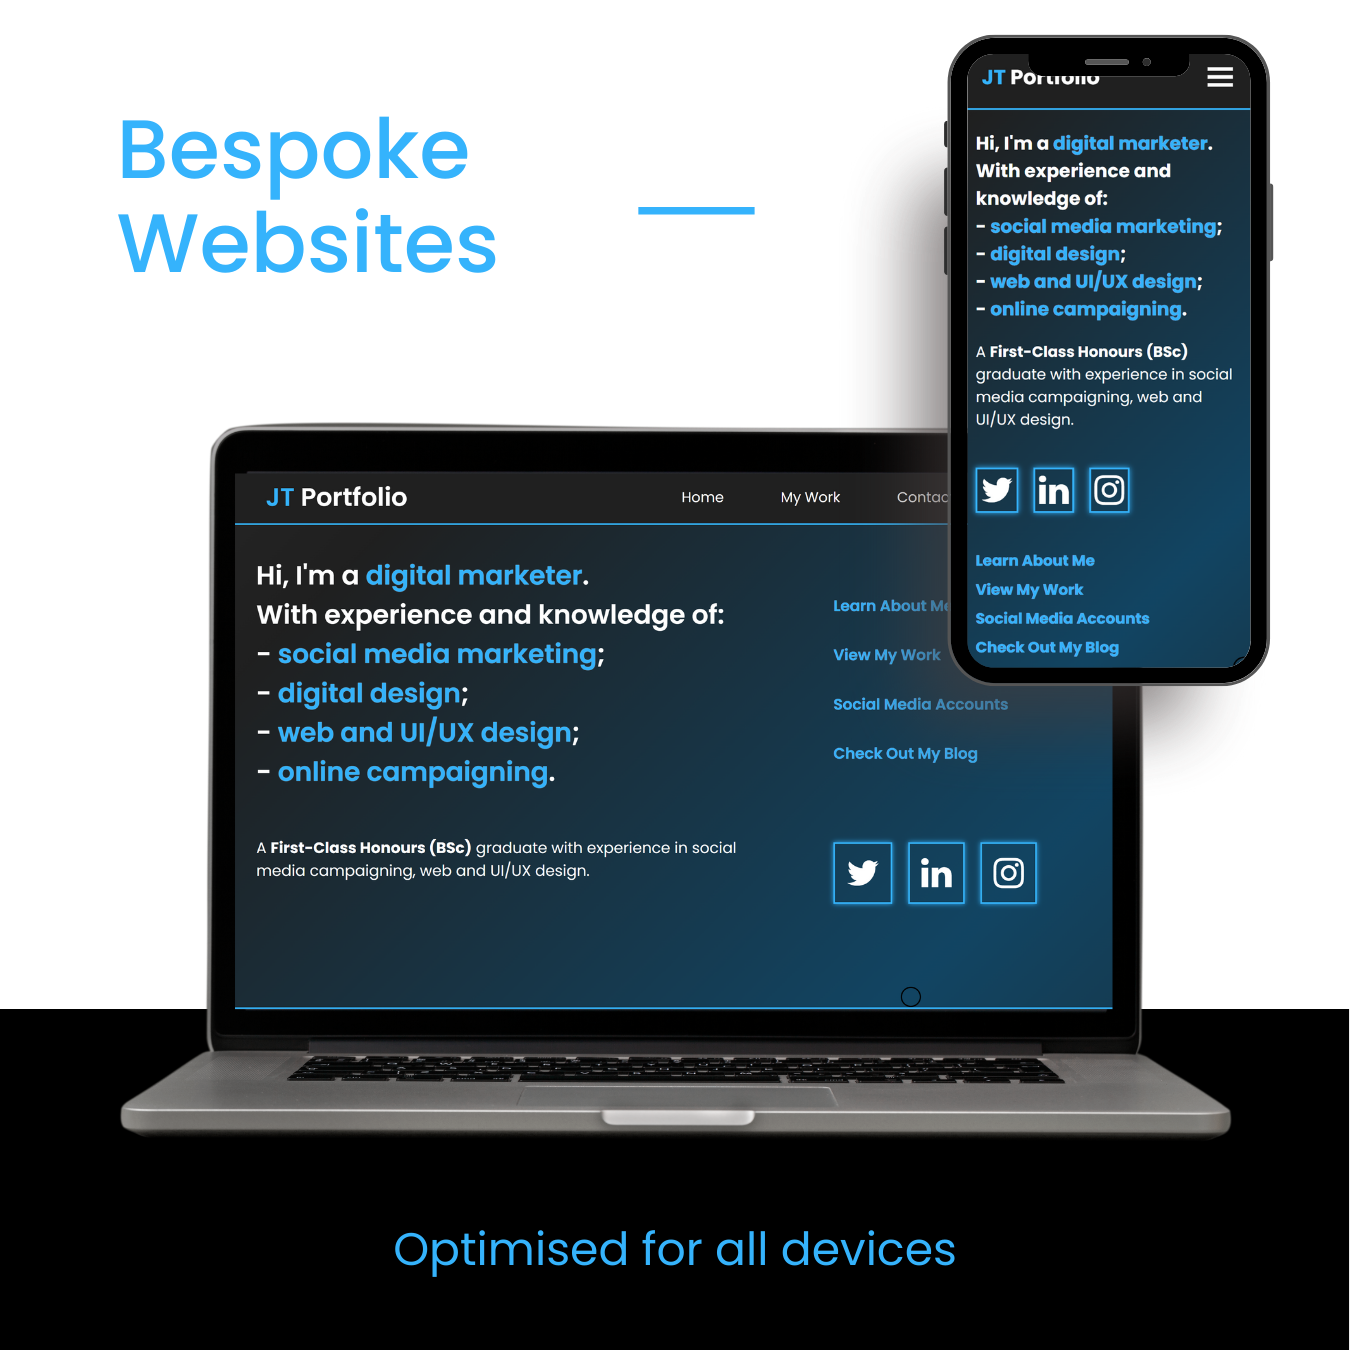 Bespoke
Websites
JT Portfolio
Hi, I'm a digital marketer.
With experience and
knowledge of:
- social media marketing;
- digital design;
- web and UI/UX design;
- online campaigning.
A First-Class Honours (BSc)
graduate with experience in social
media campaigning, web and
UI/UX design.
in
Learn About Me
View My Work
Social Media Accounts
Check Out My Blog
JT Portfolio
Home My Work Contac
Hi, I'm a digital marketer.
With experience and knowledge of:
- social media marketing;
- digital design;
- web and UI/UX design;
- online campaigning.
A First-Class Honours (BSc) graduate with experience in social
media campaigning, web and UI/UX design.
Learn About Me
View My Work
Social Media Accounts
Check Out My Blog
in
Optimised for all devices